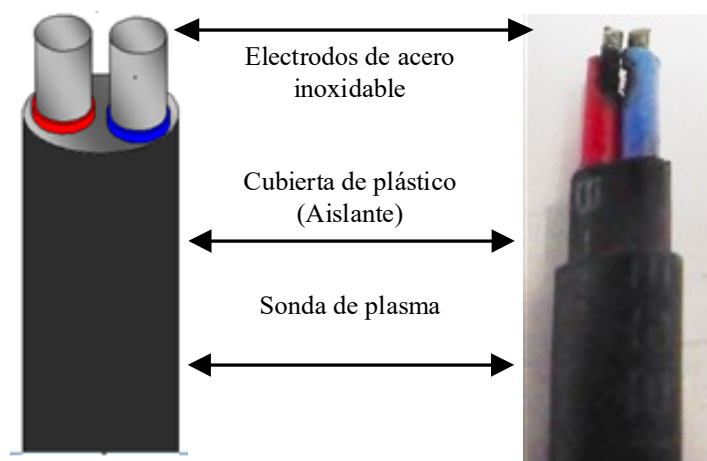 Electrodos de acero
inoxidable
Cubierta de plástico
(Aislante)
Sonda de plasma